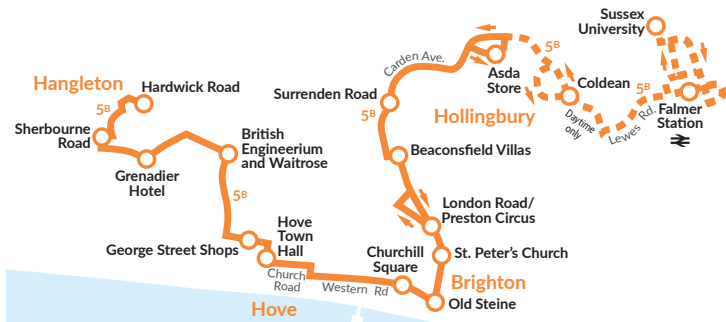 Sussex
University
5B
Carden Ave.
Asda
Store
Coldean
5B
Falmer
Station
Hangleton
Hardwick Road
Surrenden Road
Hollingbury
Daytime
only
Lewes Rd.
5B
5B
Sherbourne
Road
British
Engineerium
and Waitrose
Beaconsfield Villas
Grenadier
Hotel
5B
London Road/
Preston Circus
Hove
Town
Hall
George Street Shops
Churchill
Square
St. Peter's Church
Church
Road
Western Rd
Brighton
Hove
Old Steine